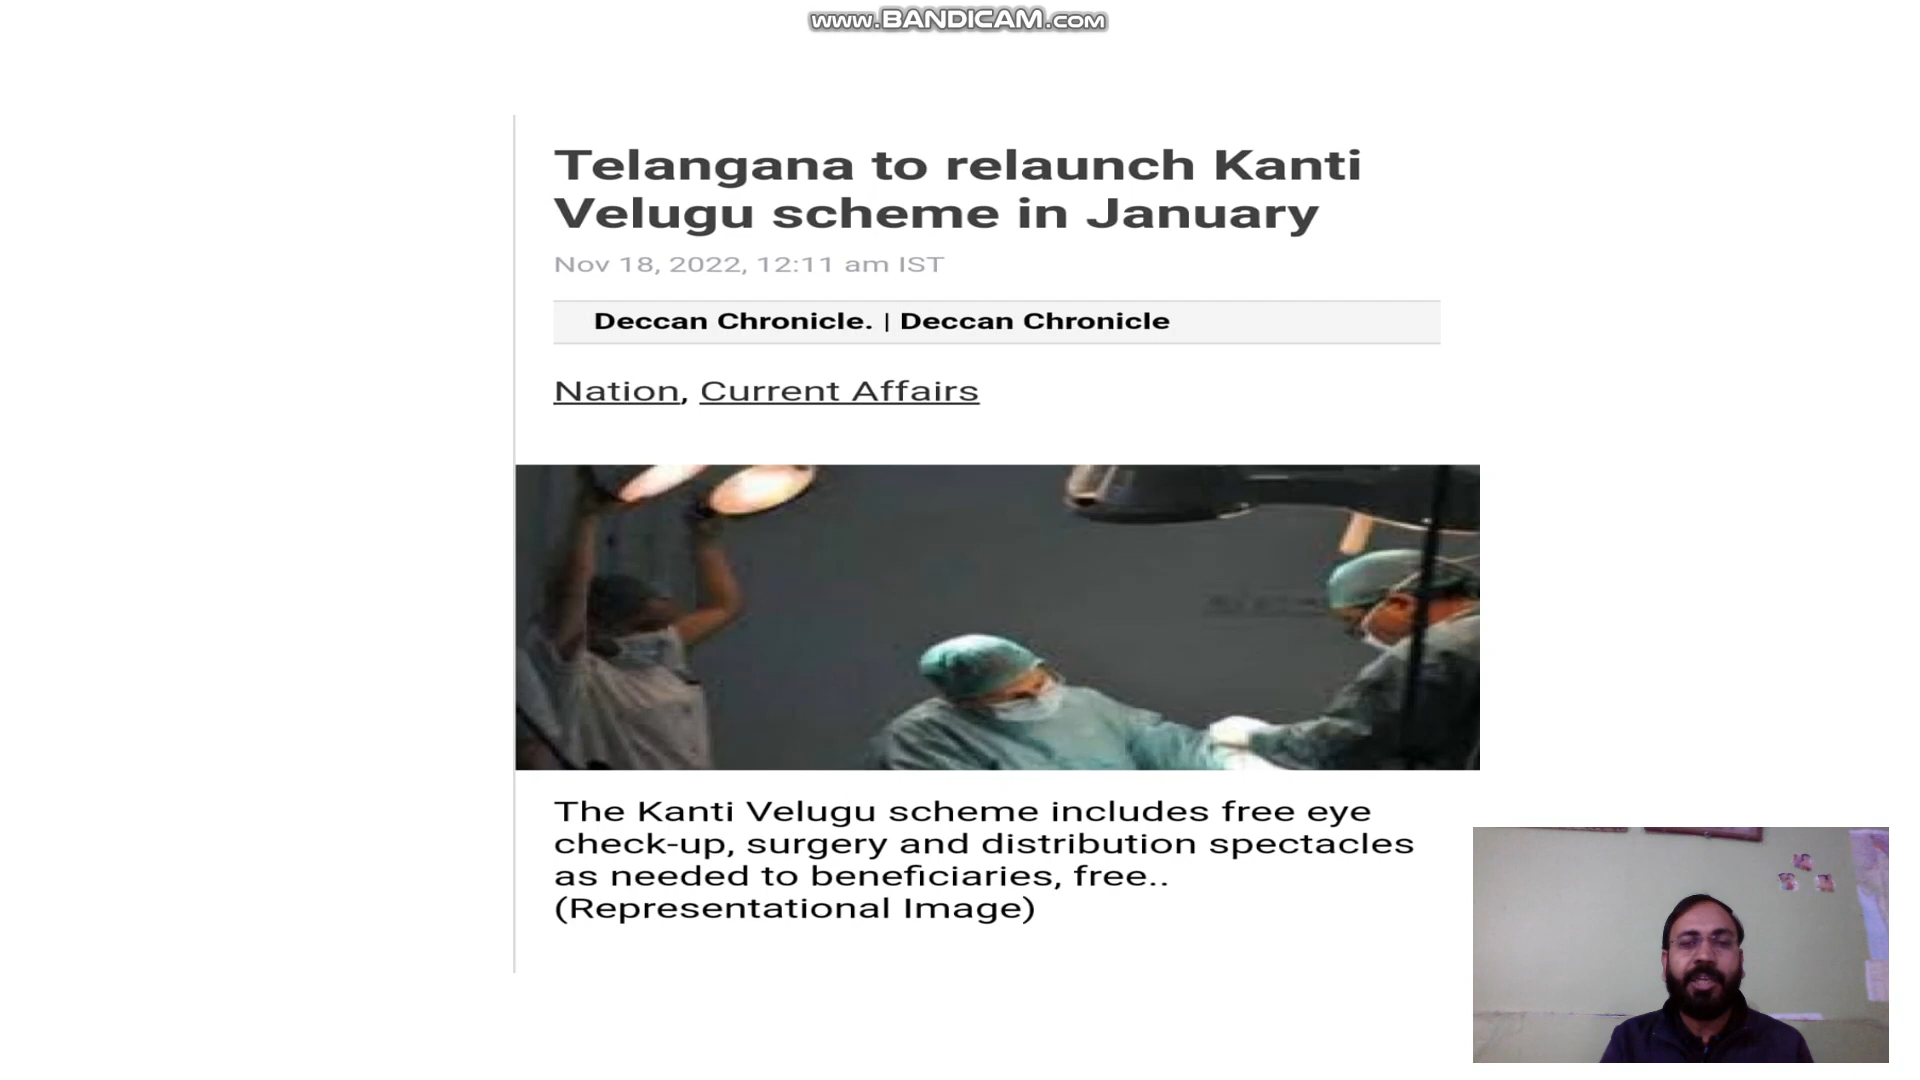 www.BANDICAM.com
Telangana to relaunch Kanti
Velugu scheme in January
Nov 18, 2022, 12:11 am IST
Deccan Chronicle. | Deccan Chronicle
Nation, Current Affairs
The Kanti Velugu scheme includes free eye
check-up, surgery and distribution spectacles
as needed to beneficiaries, free..
(Representational Image)